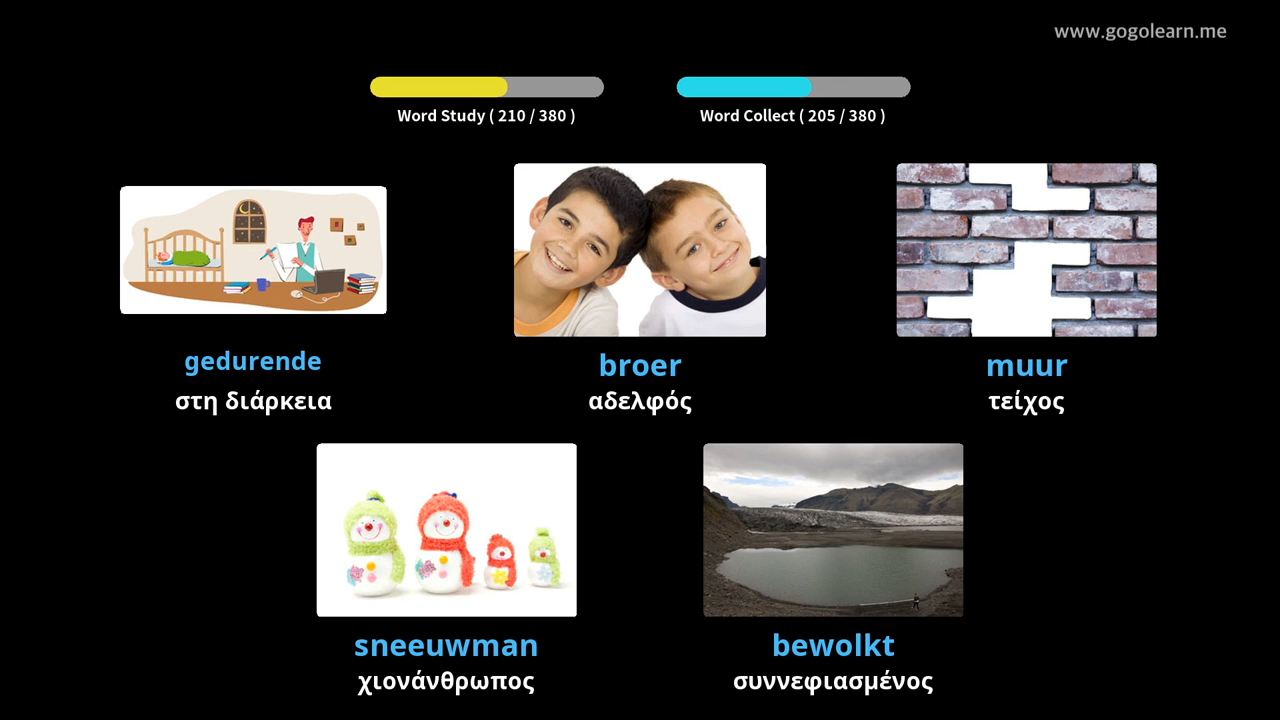 www.gogolearn.me
Word Study ( 210 / 380 )
Word Collect ( 205 / 380 )
gedurende
στη διάρκεια
broer
αδελφός
muur
τείχος
sneeuwman
χιονάνθρωπος
bewolkt
συννεφιασμένος